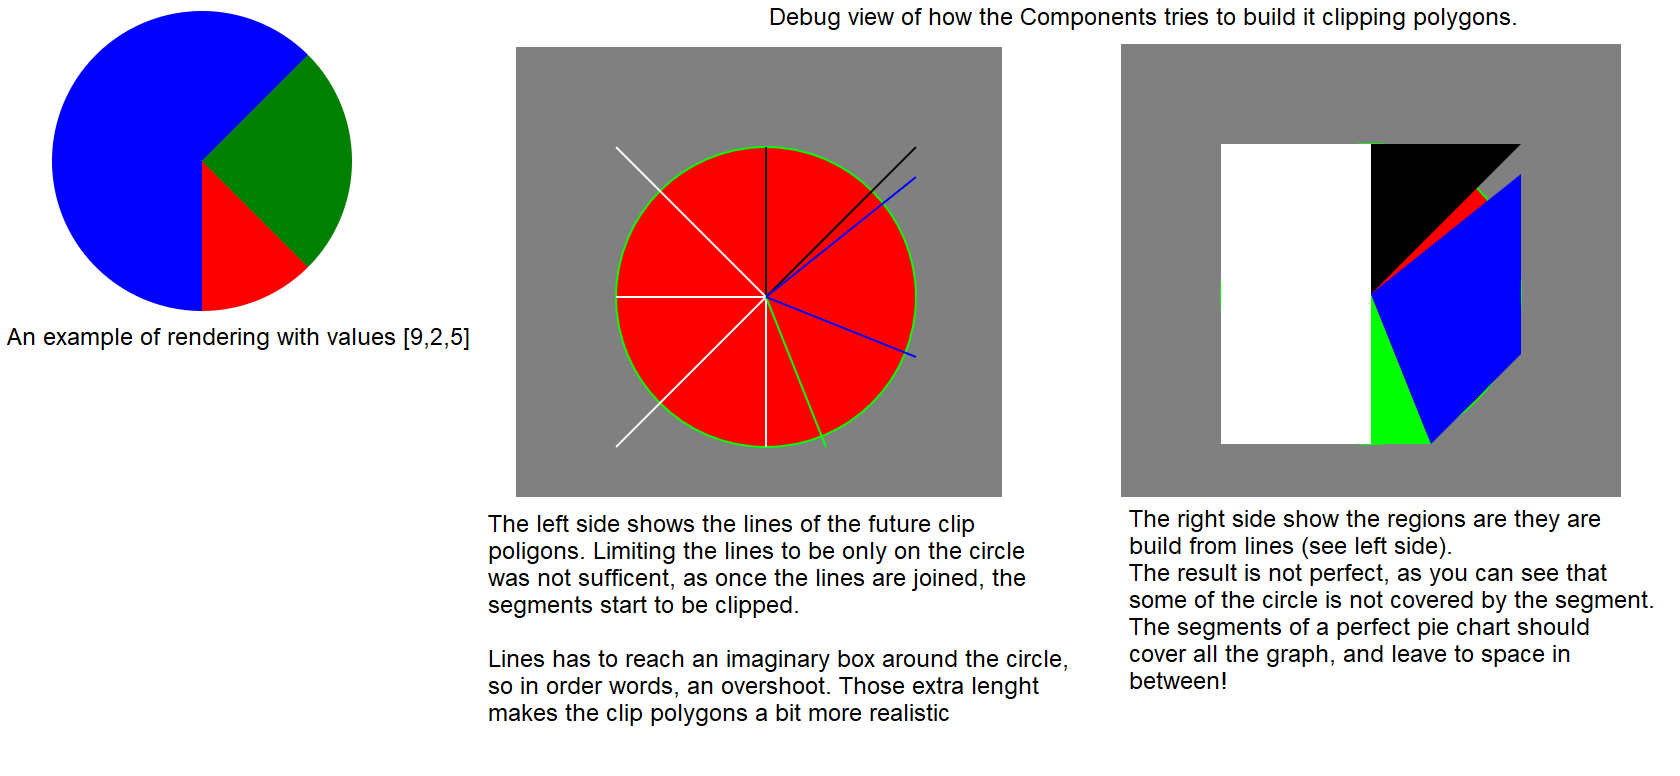 Debug view of how the Components tries to build it clipping polygons.
An example of rendering with values [9,2,5]
The left side shows the lines of the future clip
poligons. Limiting the lines to be only on the circle
was not sufficent, as once the lines are joined, the
segments start to be clipped.
Lines has to reach an imaginary box around the circle,
so in order words, an overshoot. Those extra lenght
makes the clip polygons a bit more realistic
The right side show the regions are they are
build from lines (see left side).
The result is not perfect, as you can see that
some of the circle is not covered by the segment.
The segments of a perfect pie chart should
cover all the graph, and leave to space in
between!